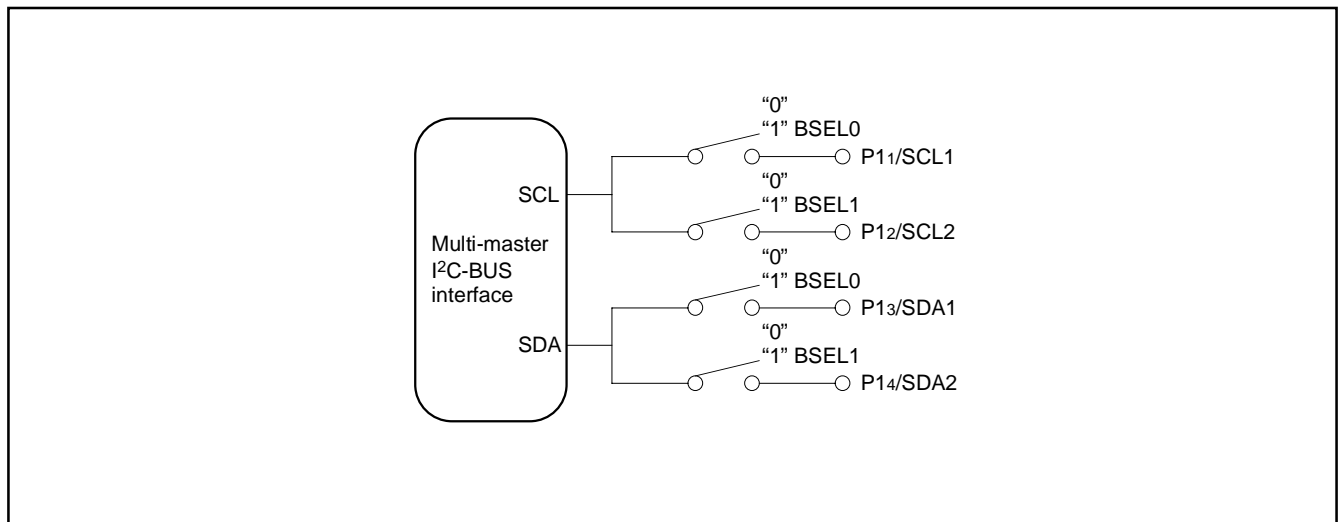 “0”
“1” BSEL0
P11/SCL1
“0”
SCL
“1” BSEL1
P12/SCL2
Multi-master
I2C-BUS
interface
“0”
“1” BSEL0
P13/SDA1
“0”
SDA
“1” BSEL1
P14/SDA2